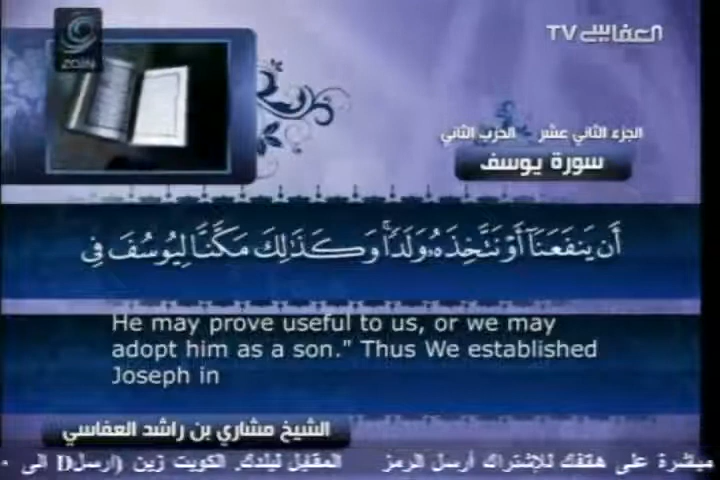 ZAIN
العفاسي TV
الجزء الثاني عشر الحزب الثاني
سورة يوسف
أَن يَنفَعَنَآ أَوْ نَتَّخِذَهُۥ وَلَدًا ۚ وَكَذَٰلِكَ مَكَّنَّا لِيُوسُفَ فِى
He may prove useful to us, or we may
adopt him as a son." Thus We established
Joseph in
الشيخ مشاري بن راشد العفاسي
مباشرة على هاتفك للإشتراك أرسل الرمز المقابل لبلدك. الكويت زين (ارسل D الى